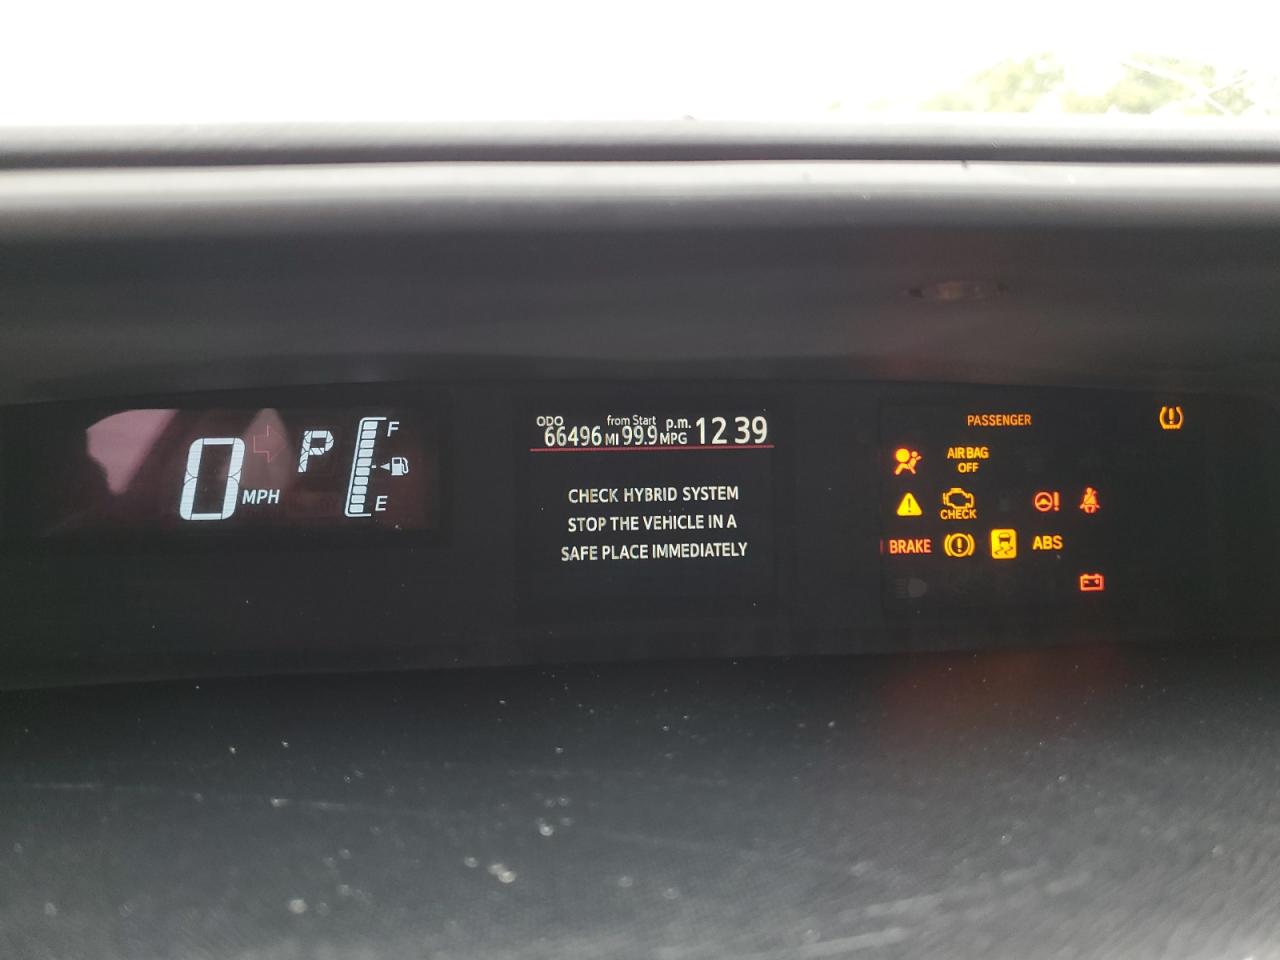 0 MPH
P
F
E
ODO 66496 MI from Start 99.9 MPG p.m. 12 39
CHECK HYBRID SYSTEM
STOP THE VEHICLE IN A
SAFE PLACE IMMEDIATELY
PASSENGER
AIR BAG
OFF
CHECK
BRAKE ABS